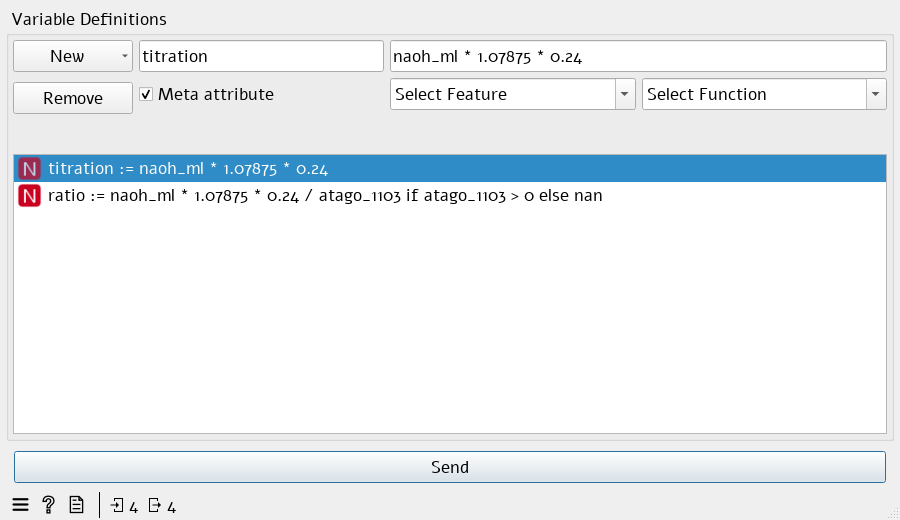 Variable Definitions
New titration naoh_ml * 1.07875 * 0.24
Remove Meta attribute Select Feature Select Function
N titration := naoh_ml * 1.07875 * 0.24
N ratio := naoh_ml * 1.07875 * 0.24 / atago_1103 if atago_1103 > 0 else nan
Send
? 4 4